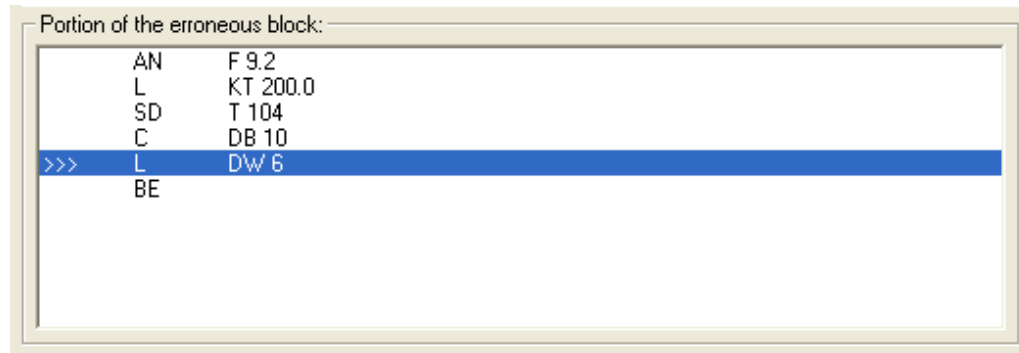 Portion of the erroneous block:
AN F 9.2
L KT 200.0
SD T 104
C DB 10
>>> L DW 6
BE